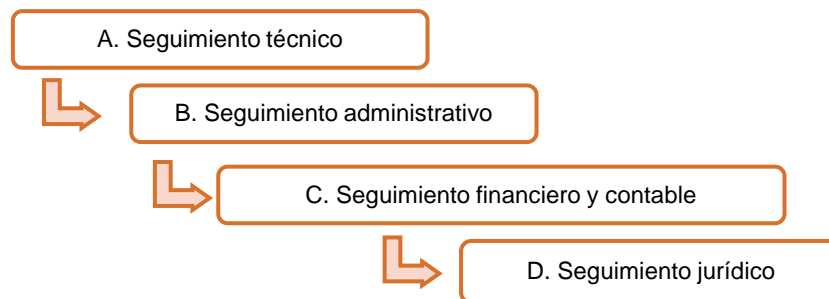 A. Seguimiento técnico
B. Seguimiento administrativo
C. Seguimiento financiero y contable
D. Seguimiento jurídico